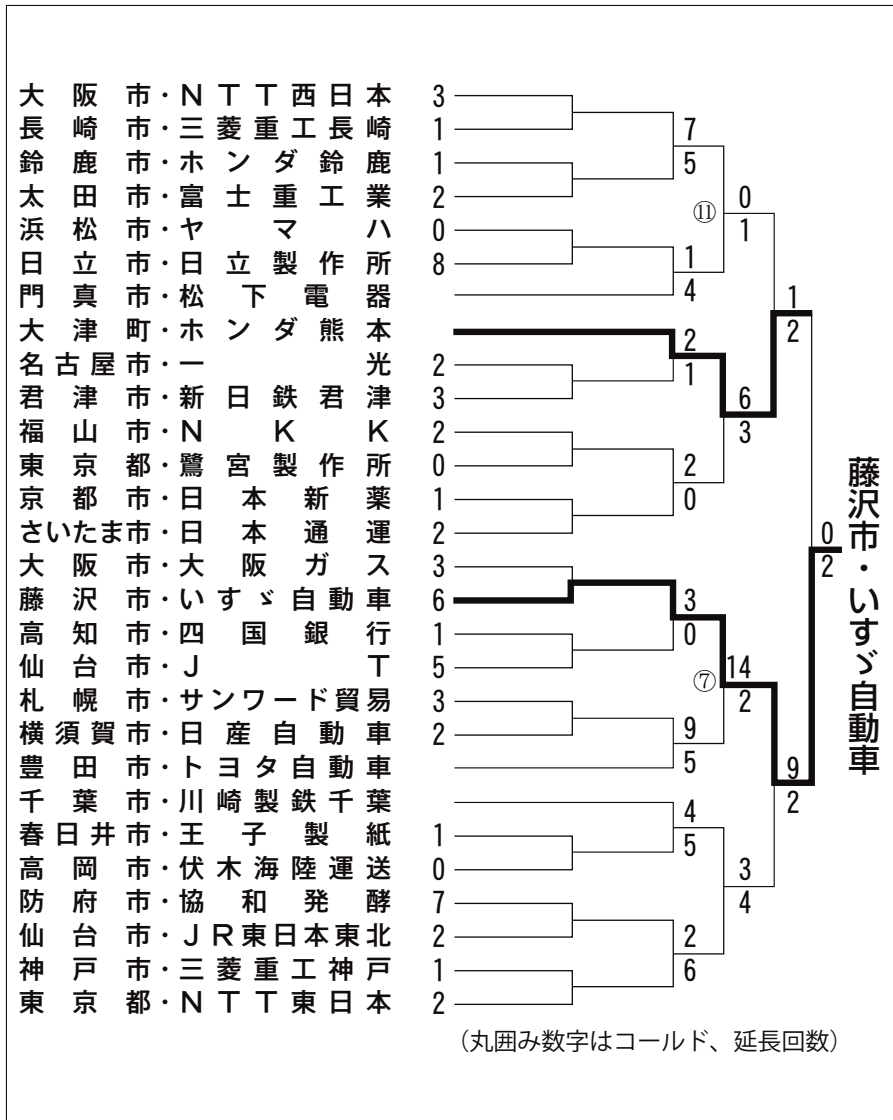 大阪市・ＮＴＴ西日本 3
長崎市・三菱重工長崎 1
7
鈴鹿市・ホンダ鈴鹿 1
5
太田市・富士重工業 2
0
⑪
浜松市・ヤマハ 0
1
日立市・日立製作所 8
1
門真市・松下電器
4
1
大津町・ホンダ熊本
2
2
名古屋市・一光 2
1
君津市・新日鉄君津 3
6
福山市・ＮＫＫ 2
3
東京都・鷺宮製作所 0
2
京都市・日本新薬 1
0
さいたま市・日本通運 2
0
大阪市・大阪ガス 3
2
藤沢市・いすゞ自動車 6
3
高知市・四国銀行 1
0
仙台市・ＪＴ 5
14
⑦
札幌市・サンワード貿易 3
2
横須賀市・日産自動車 2
9
豊田市・トヨタ自動車
5
9
千葉市・川崎製鉄千葉
4
2
春日井市・王子製紙 1
5
高岡市・伏木海陸運送 0
3
防府市・協和発酵 7
4
仙台市・ＪＲ東日本東北 2
2
神戸市・三菱重工神戸 1
6
東京都・ＮＴＴ東日本 2
藤沢市・いすゞ自動車
（丸囲み数字はコールド、延長回数）